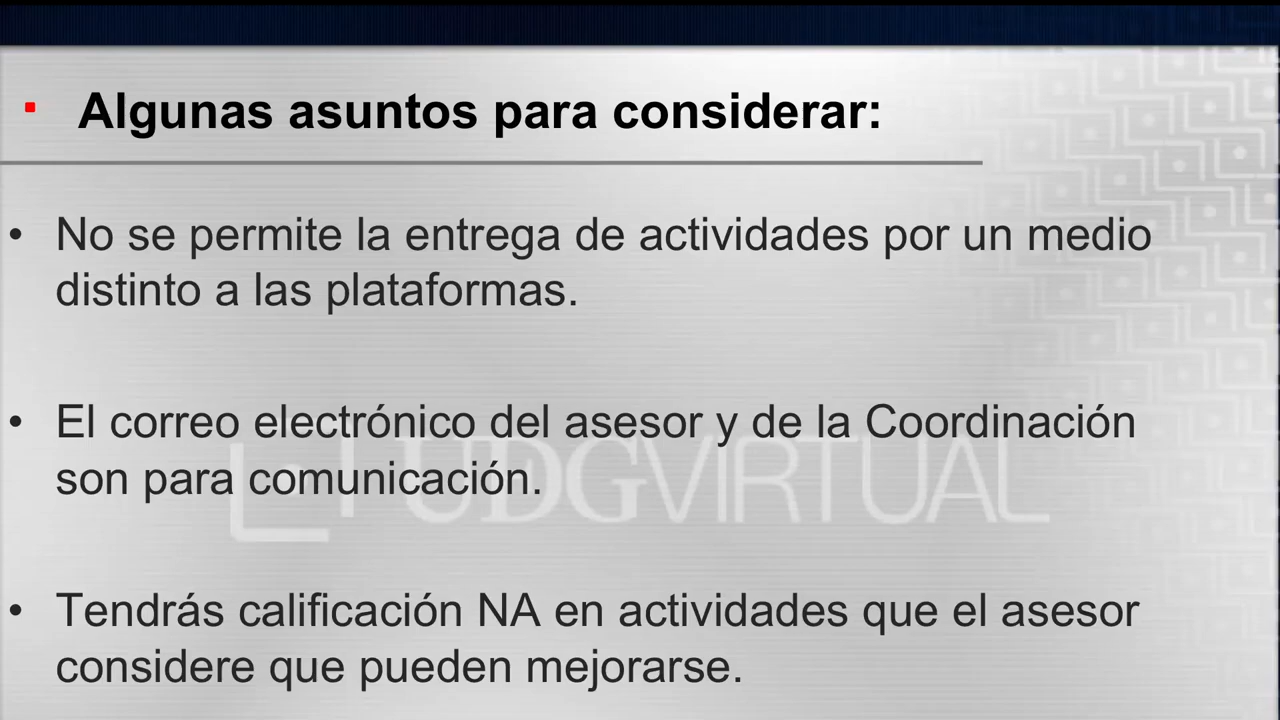 Algunas asuntos para considerar:
• No se permite la entrega de actividades por un medio
distinto a las plataformas.
• El correo electrónico del asesor y de la Coordinación
son para comunicación.
UDGVIRTUAL
• Tendrás calificación NA en actividades que el asesor
considere que pueden mejorarse.